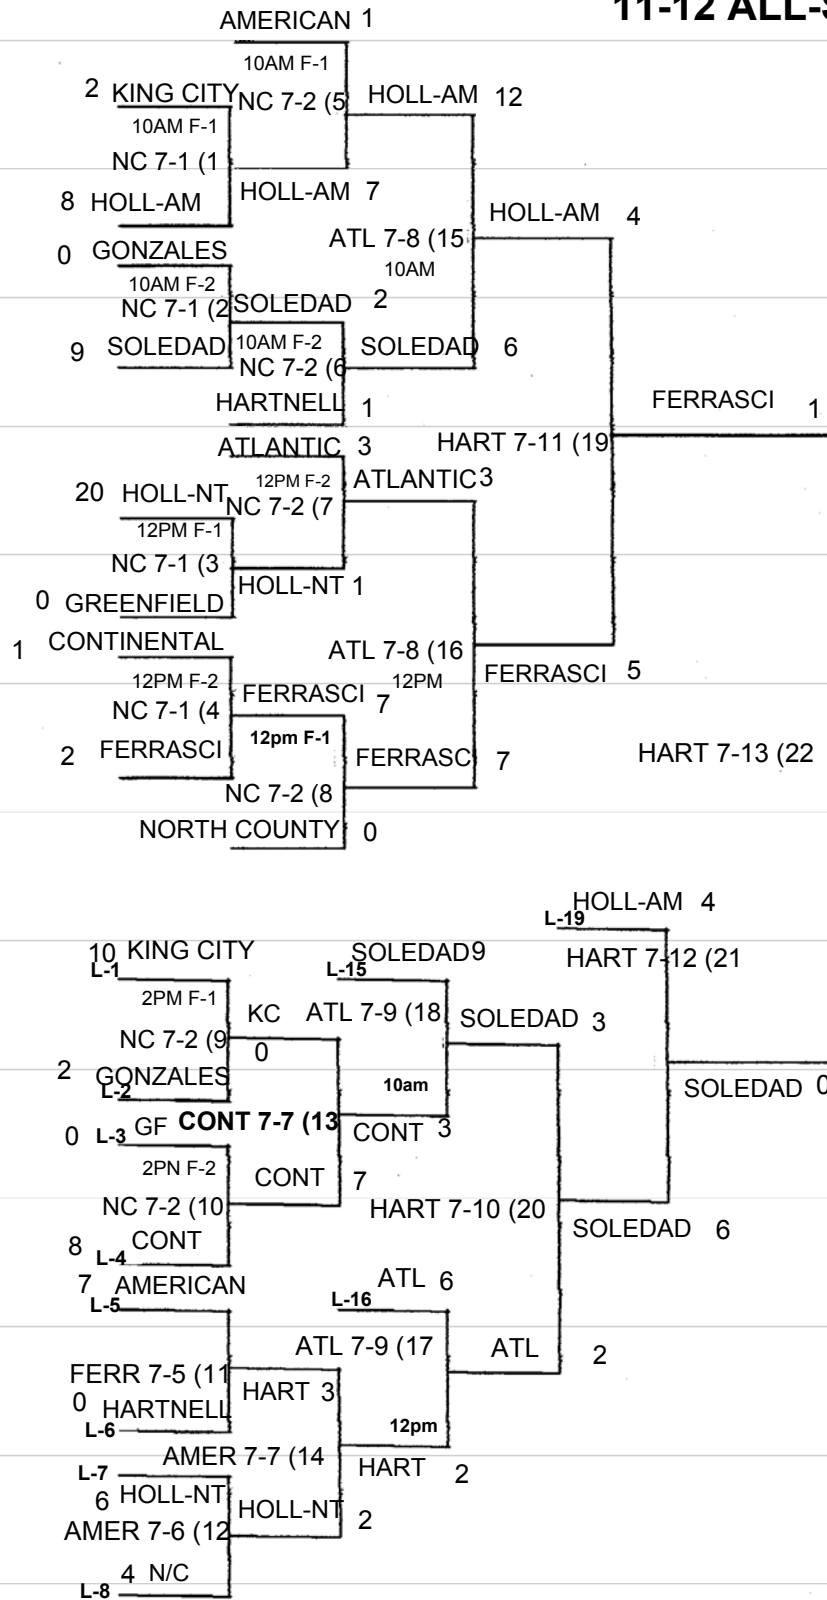 11-12 ALL-S
AMERICAN 1
10AM F-1
2 KING CITY
NC 7-2 (5
HOLL-AM 12
10AM F-1
NC 7-1 (1
HOLL-AM 7
8 HOLL-AM
HOLL-AM 4
ATL 7-8 (15
10AM
0 GONZALES
10AM F-2
NC 7-1 (2
SOLEDAD 2
9 SOLEDAD
10AM F-2
NC 7-2 (6
SOLEDAD 6
HARTNELL 1
FERRASCI 1
HART 7-11 (19
ATLANTIC 3
12PM F-2
NC 7-2 (7
ATLANTIC 3
20 HOLL-NT
12PM F-1
NC 7-1 (3
HOLL-NT 1
0 GREENFIELD
1 CONTINENTAL
ATL 7-8 (16
12PM
FERRASCI 5
12PM F-2
NC 7-1 (4
FERRASCI 7
2 FERRASCI
12pm F-1
FERRASC 7
HART 7-13 (22
NC 7-2 (8
NORTH COUNTY 0
HOLL-AM 4
L-19
HART 7-12 (21
10 KING CITY
L-1
SOLEDAD 9
L-15
2PM F-1
NC 7-2 (9
KC
0
ATL 7-9 (18
SOLEDAD 3
2 GONZALES
L-2
10am
SOLEDAD 0
0 L-3 GF
CONT 7-7 (13
CONT 3
2PN F-2
NC 7-2 (10
CONT 7
HART 7-10 (20
8 CONT
L-4
SOLEDAD 6
7 AMERICAN
L-5
ATL 6
L-16
ATL 7-9 (17
ATL 2
FERR 7-5 (11
HART 3
0 HARTNELL
L-6
12pm
AMER 7-7 (14
HART 2
L-7
6 HOLL-NT
HOLL-NT 2
AMER 7-6 (12
4 N/C
L-8